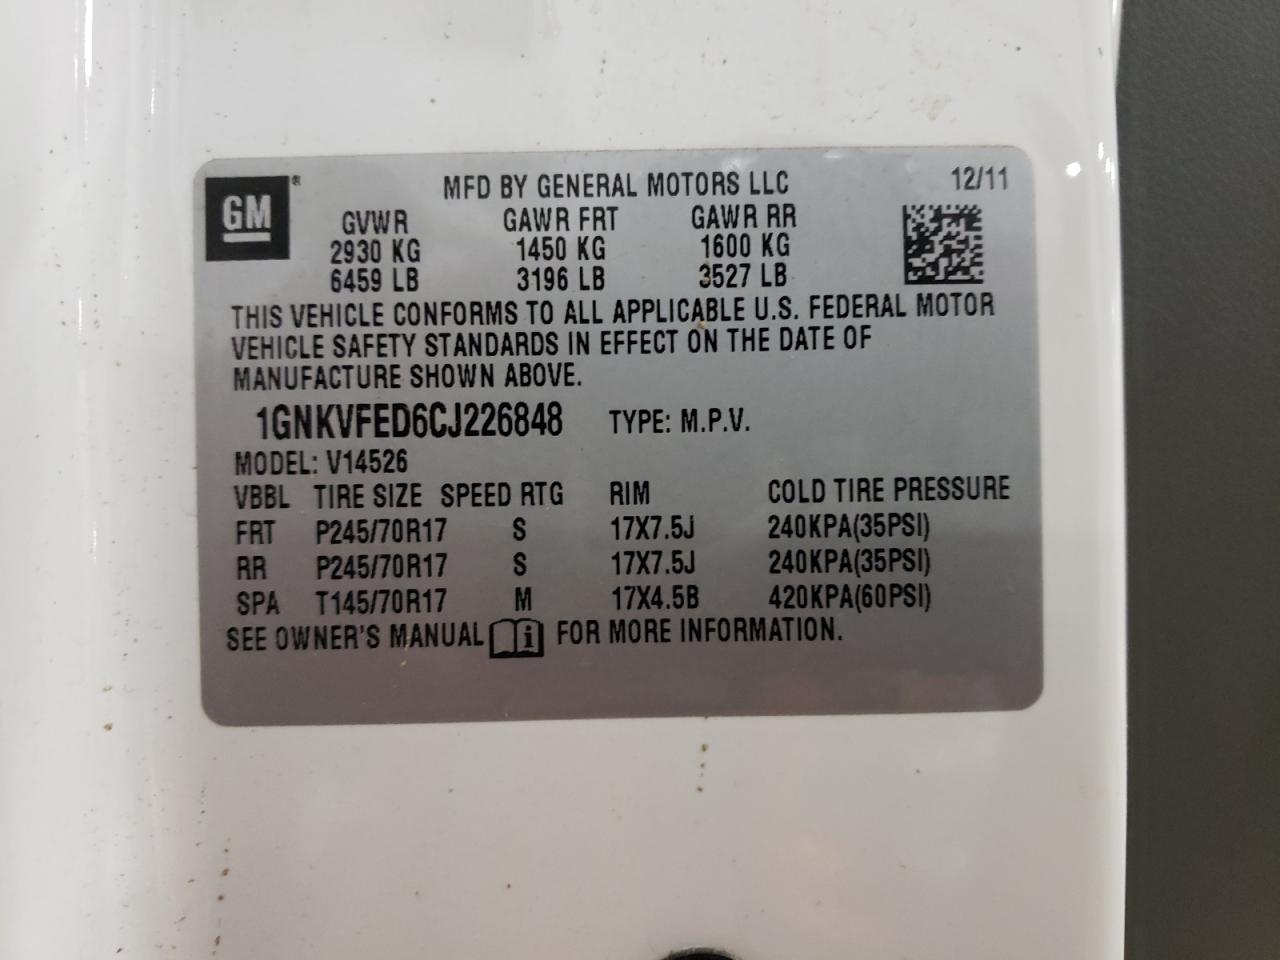 GM® MFD BY GENERAL MOTORS LLC 12/11
GVWR GAWR FRT GAWR RR
2930 KG 1450 KG 1600 KG
6459 LB 3196 LB 3527 LB
THIS VEHICLE CONFORMS TO ALL APPLICABLE U.S. FEDERAL MOTOR
VEHICLE SAFETY STANDARDS IN EFFECT ON THE DATE OF
MANUFACTURE SHOWN ABOVE.
1GNKVFED6CJ226848 TYPE: M.P.V.
MODEL: V14526
VBBL TIRE SIZE SPEED RTG RIM COLD TIRE PRESSURE
FRT P245/70R17 S 17X7.5J 240KPA(35PSI)
RR P245/70R17 S 17X7.5J 240KPA(35PSI)
SPA T145/70R17 M 17X4.5B 420KPA(60PSI)
SEE OWNER'S MANUAL i FOR MORE INFORMATION.